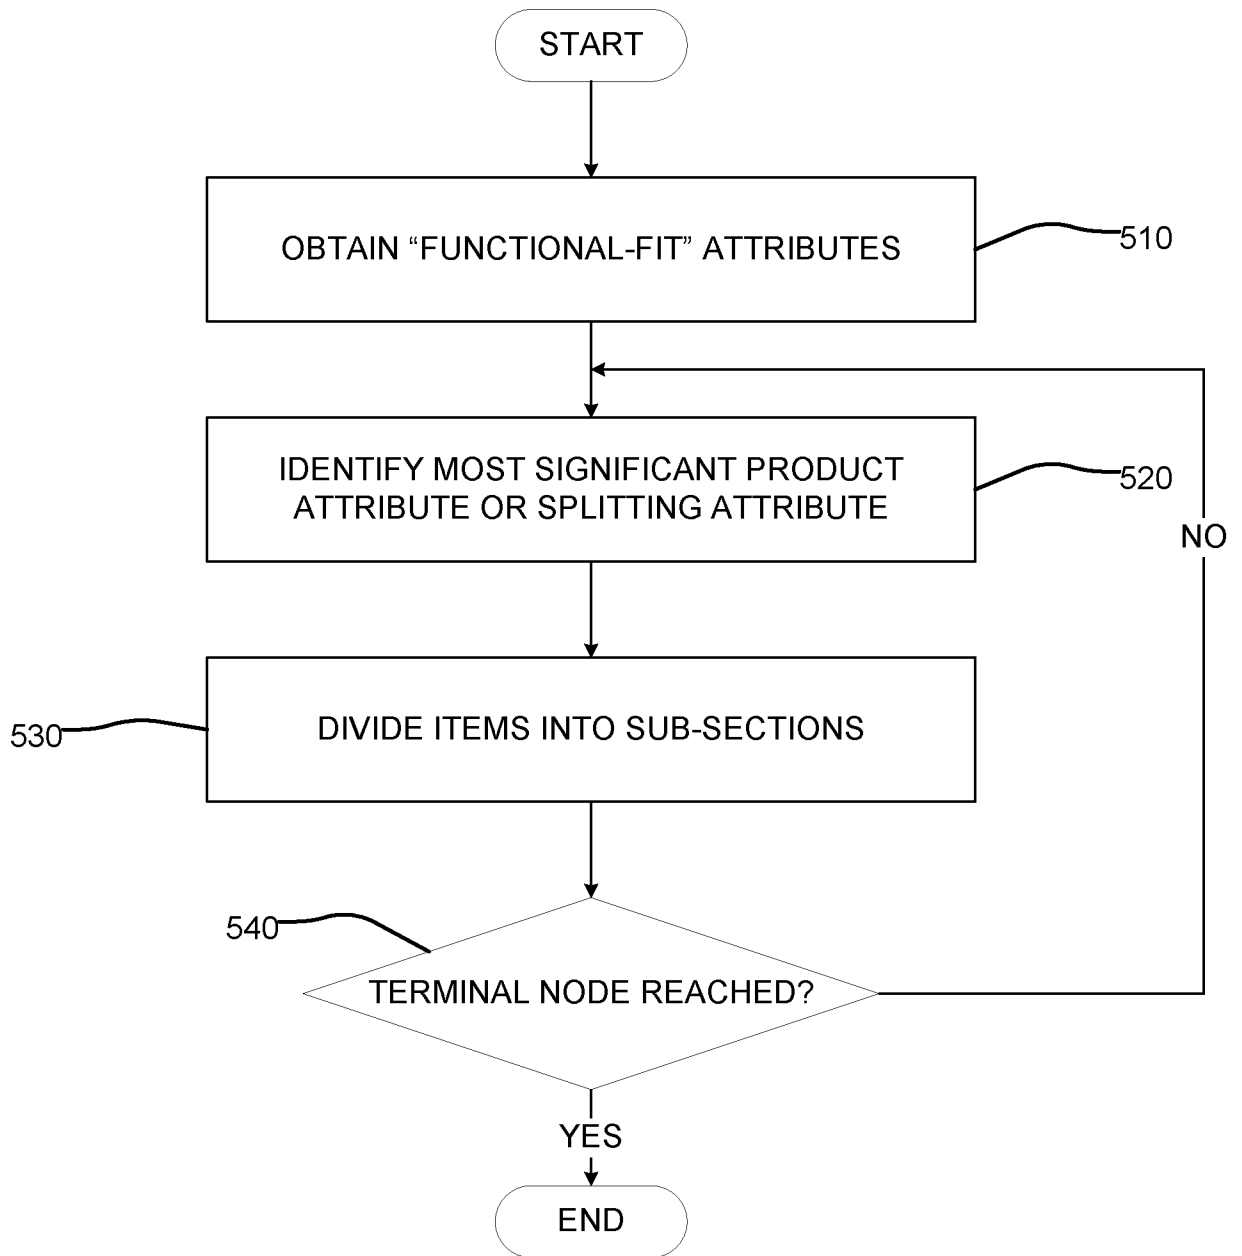 START
OBTAIN “FUNCTIONAL-FIT” ATTRIBUTES
510
IDENTIFY MOST SIGNIFICANT PRODUCT
ATTRIBUTE OR SPLITTING ATTRIBUTE
520
NO
530
DIVIDE ITEMS INTO SUB-SECTIONS
540
TERMINAL NODE REACHED?
YES
END